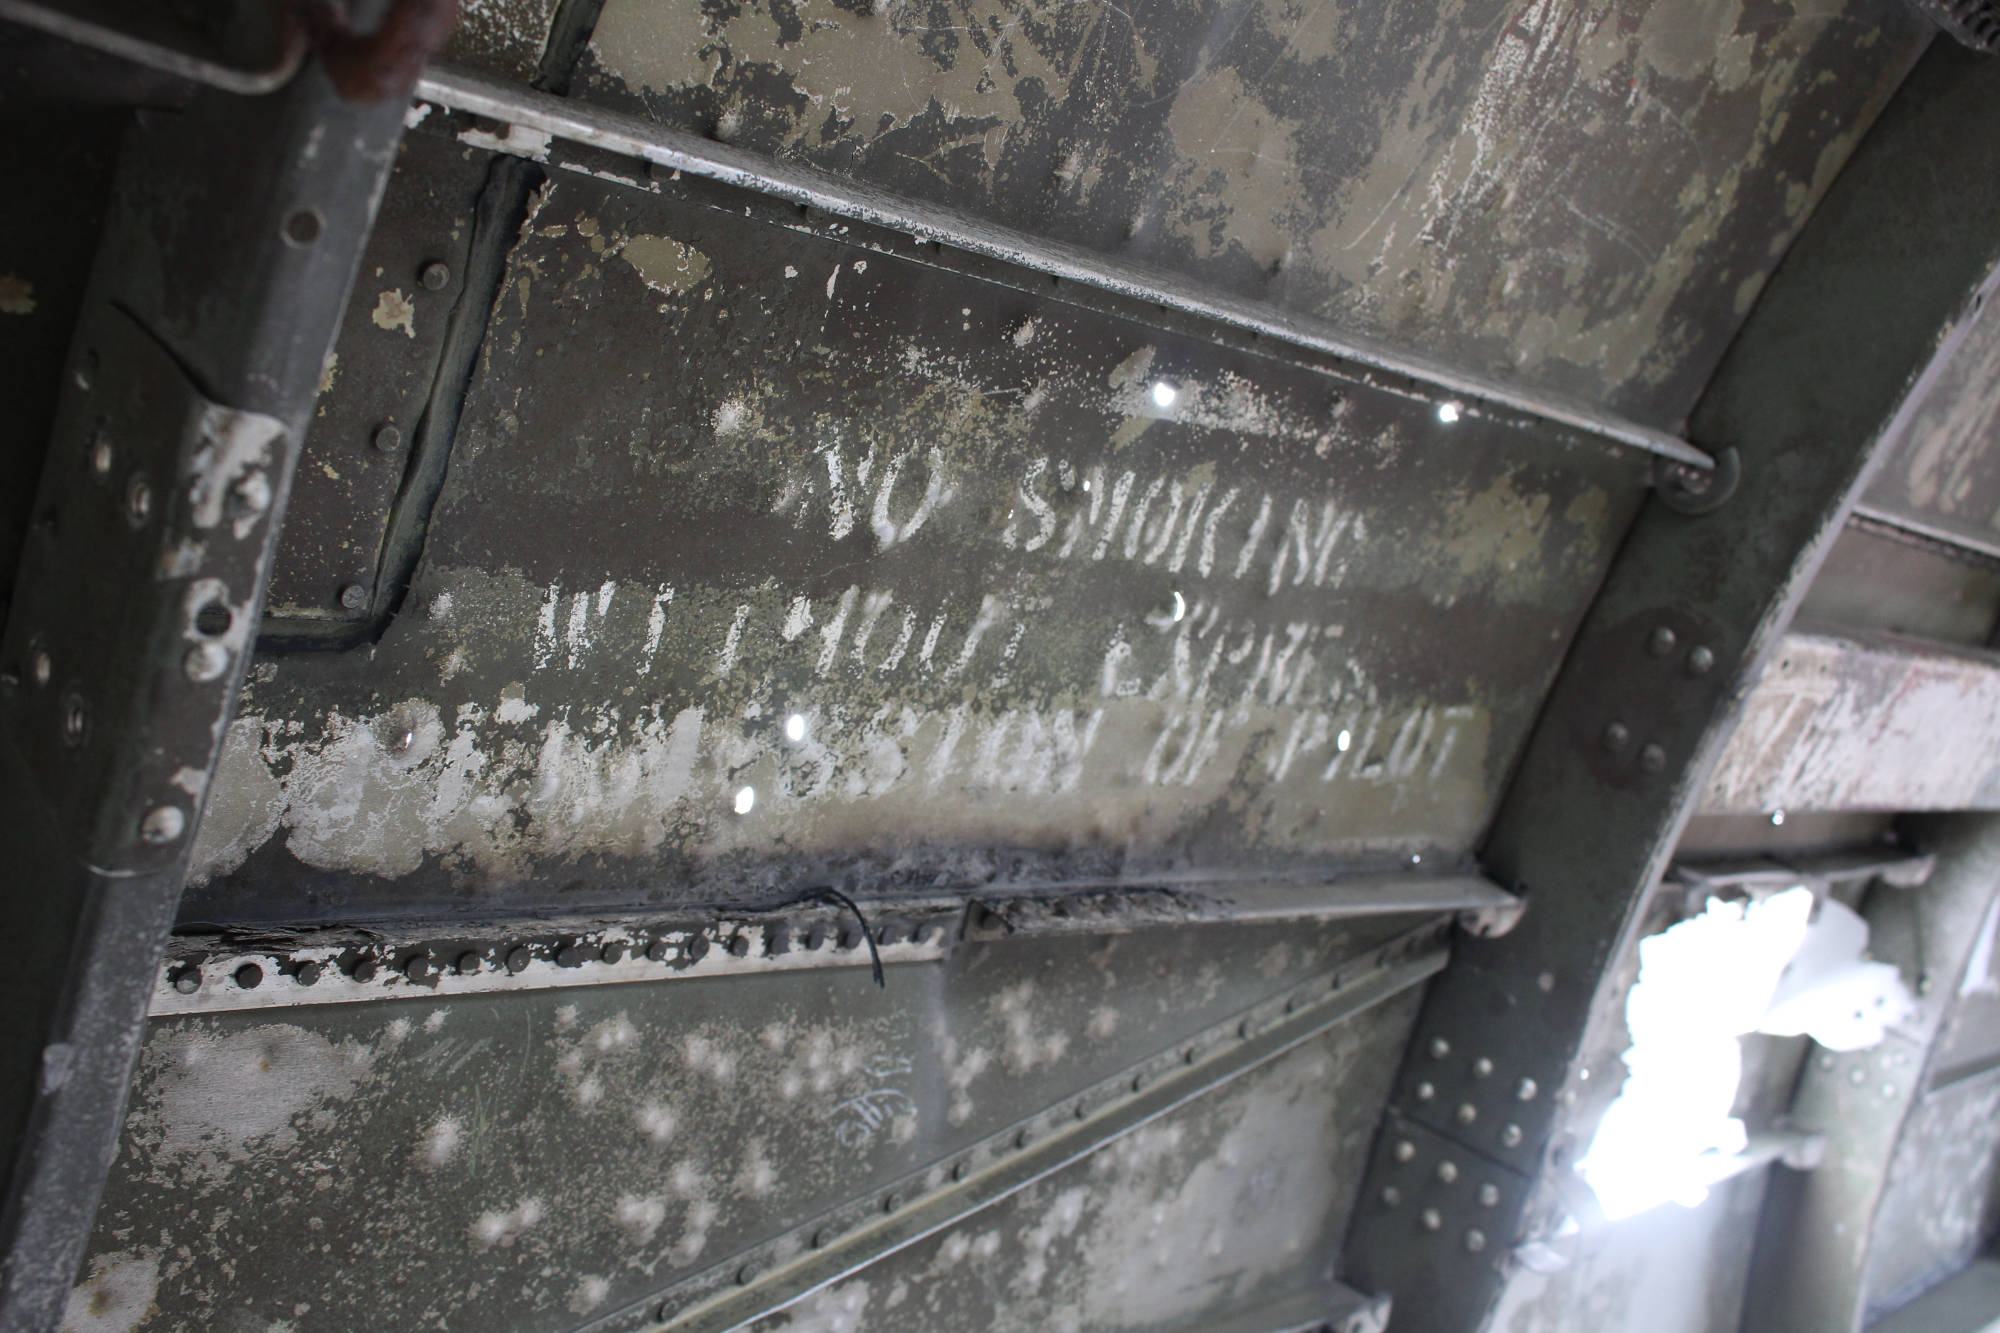 NO SMOKING
WITHOUT EXPRESS
PERMISSION OF PILOT